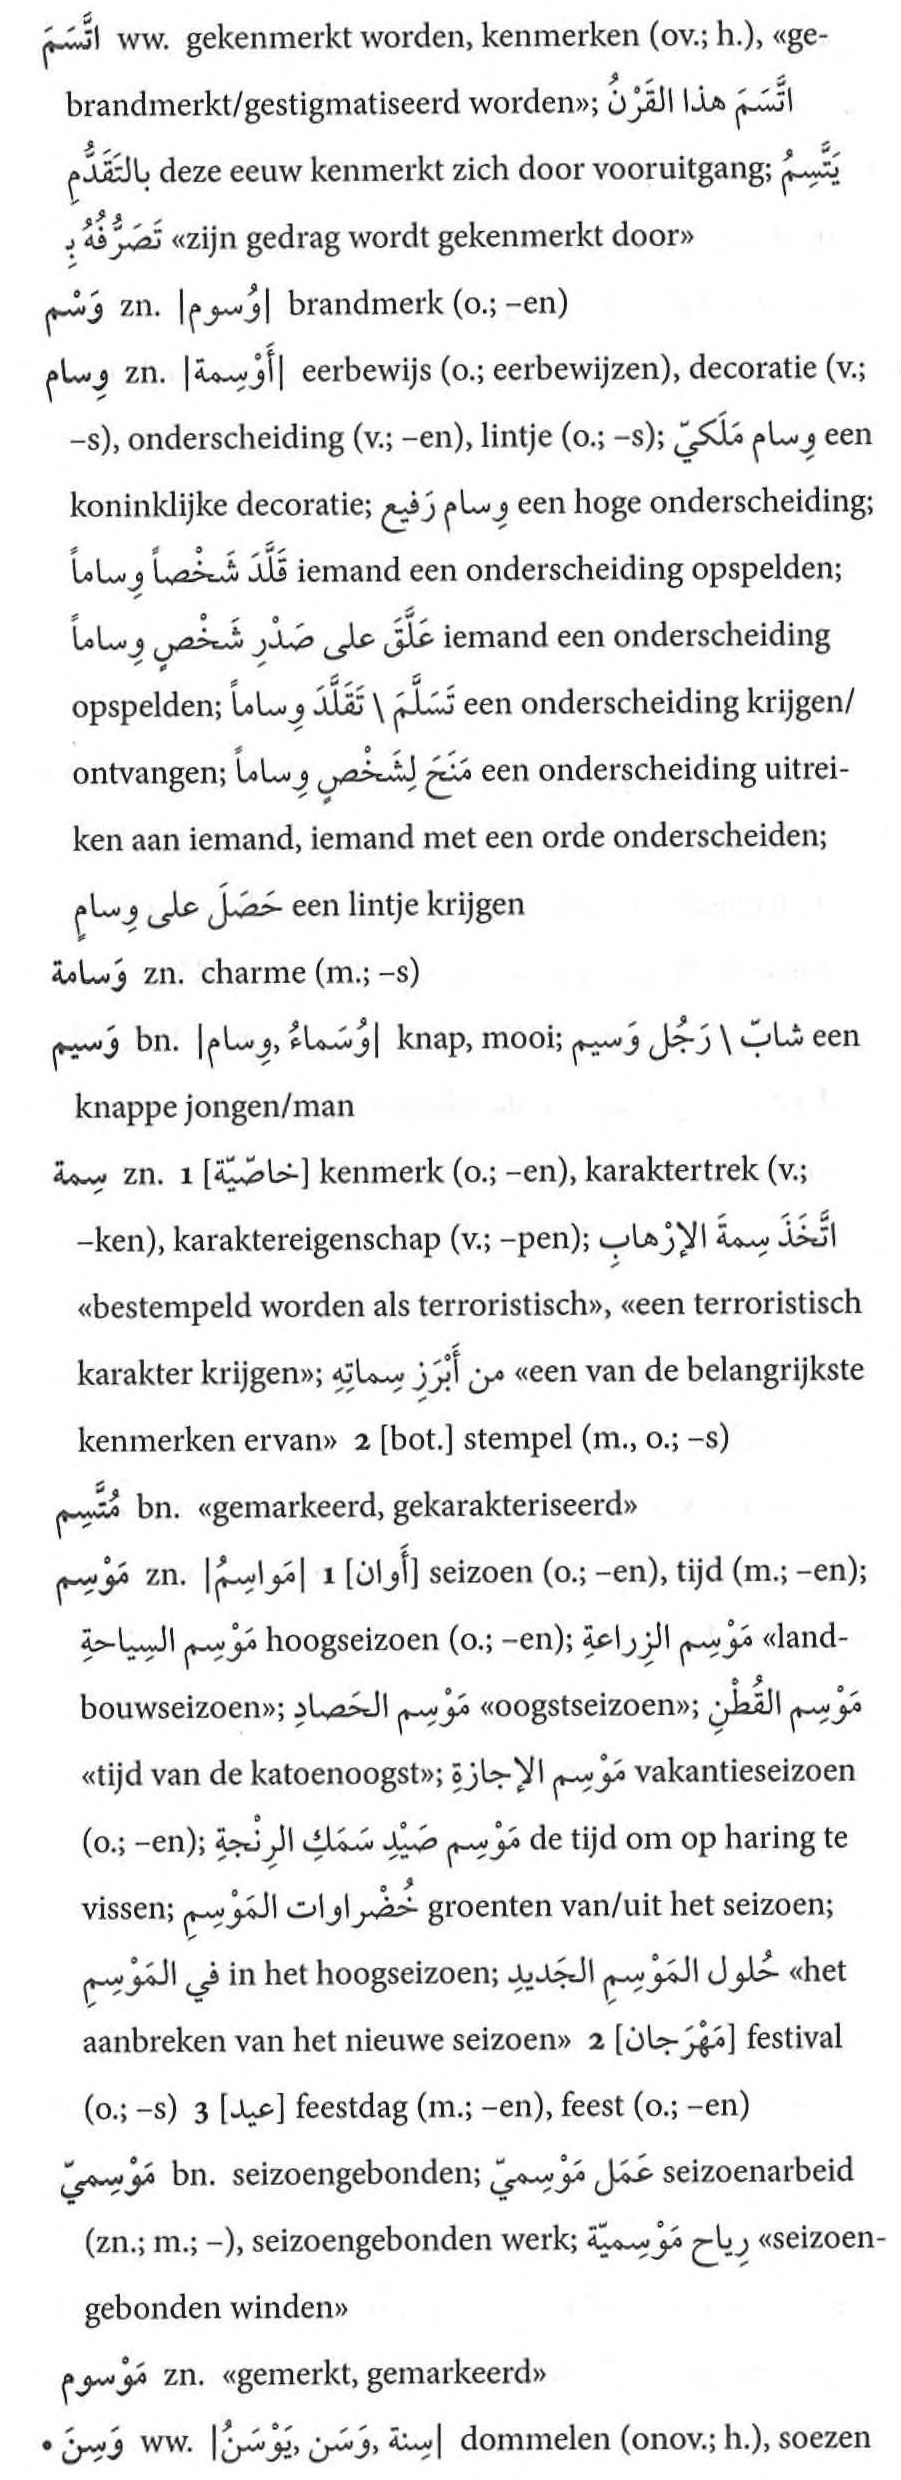 اتَّسَمَ ww. gekenmerkt worden, kenmerken (ov.; h.), «ge-
brandmerkt/gestigmatiseerd worden»; اتَّسَمَ هذا القَرْنُ
بالتَقَدُّمِ deze eeuw kenmerkt zich door vooruitgang; يَتَّسِمُ
تَصَرُّفُهُ بِ «zijn gedrag wordt gekenmerkt door»
وَسْم zn. |وُسوم| brandmerk (o.; –en)
وِسام zn. |أَوْسِمة| eerbewijs (o.; eerbewijzen), decoratie (v.;
–s), onderscheiding (v.; –en), lintje (o.; –s); وِسام مَلَكيّ een
koninklijke decoratie; وِسام رَفيع een hoge onderscheiding;
قَلَّدَ شَخْصاً وِساماً iemand een onderscheiding opspelden;
عَلَّقَ على صَدْرِ شَخْصٍ وِساماً iemand een onderscheiding
opspelden; تَسَلَّمَ \ تَقَلَّدَ وِساماً een onderscheiding krijgen/
ontvangen; مَنَحَ لِشَخْصٍ وِساماً een onderscheiding uitrei-
ken aan iemand, iemand met een orde onderscheiden;
حَصَلَ على وِسامٍ een lintje krijgen
وَسامة zn. charme (m.; –s)
وَسيم bn. |وُسَماءُ, وِسام| knap, mooi; شابّ \ رَجُل وَسيم een
knappe jongen/man
سِمة zn. 1 [خاصّيّة] kenmerk (o.; –en), karaktertrek (v.;
–ken), karaktereigenschap (v.; –pen); اتَّخَذَ سِمةَ الإرْهابِ
«bestempeld worden als terroristisch», «een terroristisch
karakter krijgen»; من أَبْرَزِ سِماتِهِ «een van de belangrijkste
kenmerken ervan» 2 [bot.] stempel (m., o.; –s)
مُتَّسِم bn. «gemarkeerd, gekarakteriseerd»
مَوْسِم zn. |مَواسِمُ| 1 [أَوان] seizoen (o.; –en), tijd (m.; –en);
مَوْسِم السِياحةِ hoogseizoen (o.; –en); مَوْسِم الزِراعةِ «land-
bouwseizoen»; مَوْسِم الحَصادِ «oogstseizoen»; مَوْسِم القُطْنِ
«tijd van de katoenoogst»; مَوْسِم الإجازةِ vakantieseizoen
(o.; –en); مَوْسِم صَيْدِ سَمَكِ الرِنْجةِ de tijd om op haring te
vissen; خُضْراوات المَوْسِمِ groenten van/uit het seizoen;
في المَوْسِمِ in het hoogseizoen; حُلول المَوْسِمِ الجَديدِ «het
aanbreken van het nieuwe seizoen» 2 [مَهْرَجان] festival
(o.; –s) 3 [عيد] feestdag (m.; –en), feest (o.; –en)
مَوْسِميّ bn. seizoengebonden; عَمَل مَوْسِميّ seizoenarbeid
(zn.; m.; –), seizoengebonden werk; رِياح مَوْسِميّة «seizoen-
gebonden winden»
مَوْسوم zn. «gemerkt, gemarkeerd»
• وَسِنَ ww. |يَوْسَنُ, وَسَن, سِنة| dommelen (onov.; h.), soezen